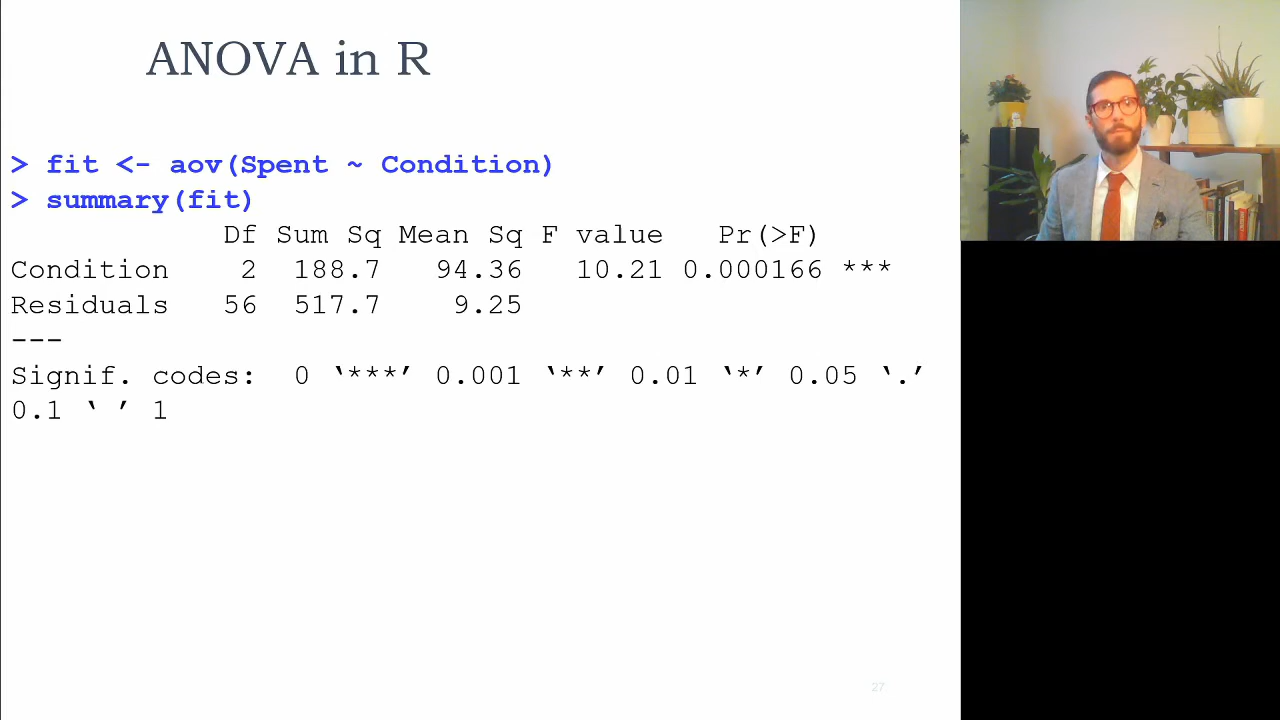 ANOVA in R
> fit <- aov(Spent ~ Condition)
> summary(fit)
Df Sum Sq Mean Sq F value Pr(>F)
Condition 2 188.7 94.36 10.21 0.000166 ***
Residuals 56 517.7 9.25
---
Signif. codes: 0 ‘***’ 0.001 ‘**’ 0.01 ‘*’ 0.05 ‘.’
0.1 ‘ ’ 1
27